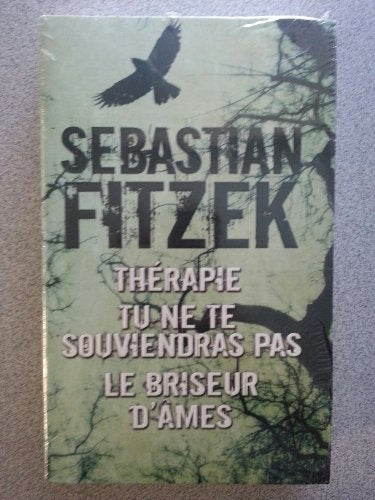 SEBASTIAN
FITZEK
THÉRAPIE
TU NE TE
SOUVIENDRAS PAS
LE BRISEUR
D'ÂMES